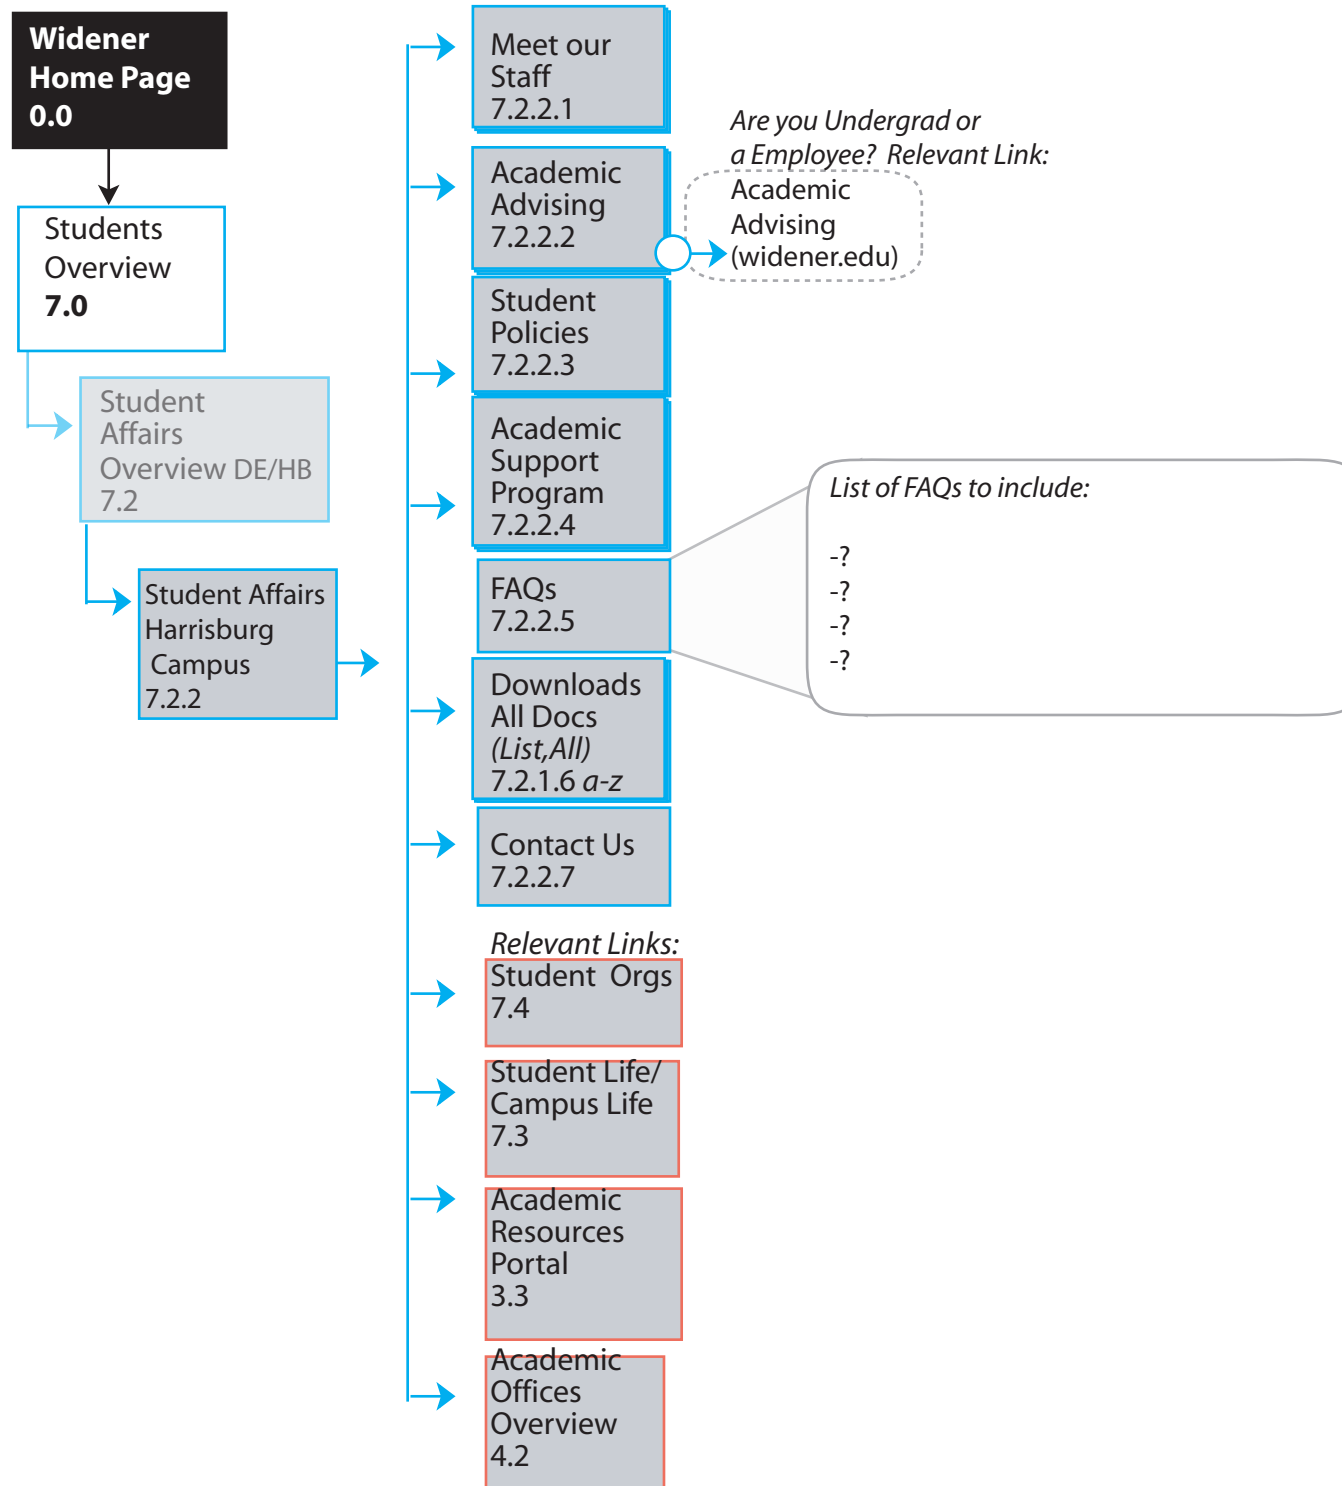 Widener
Home Page
0.0
Students
Overview
7.0
Student
Affairs
Overview DE/HB
7.2
Student Affairs
Harrisburg
Campus
7.2.2
Meet our
Staff
7.2.2.1
Academic
Advising
7.2.2.2
Are you Undergrad or
a Employee?  Relevant Link:
Academic
Advising
(widener.edu)
Student
Policies
7.2.2.3
Academic
Support
Program
7.2.2.4
FAQs
7.2.2.5
List of FAQs to include:
-?
-?
-?
-?
Downloads
All Docs
(List,All)
7.2.1.6 a-z
Contact Us
7.2.2.7
Relevant Links:
Student  Orgs
7.4
Student Life/
Campus Life
7.3
Academic
Resources
Portal
3.3
Academic
Offices
Overview
4.2